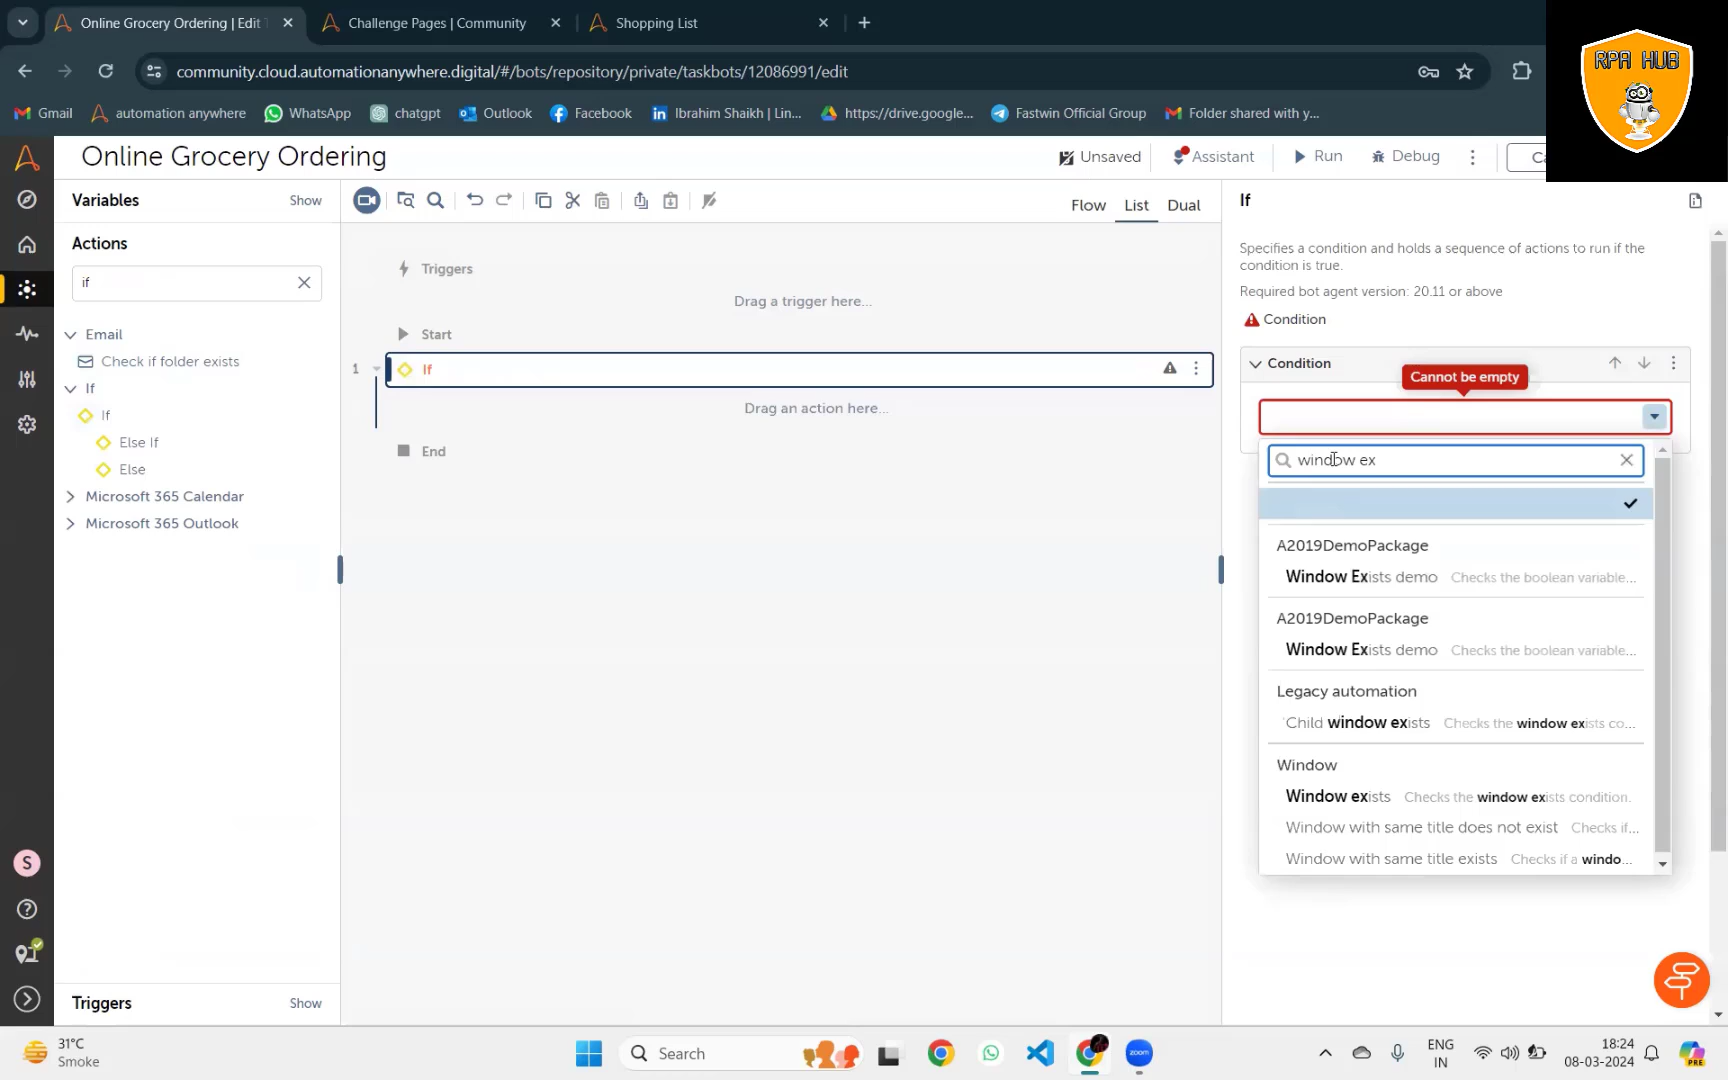 Online Grocery Ordering | Edit T
Challenge Pages | Community
Shopping List
RPA HUB
community.cloud.automationanywhere.digital/#/bots/repository/private/taskbots/12086991/edit
Gmail
automation anywhere
WhatsApp
chatgpt
Outlook
Facebook
Ibrahim Shaikh | Lin...
https://drive.google...
Fastwin Official Group
Folder shared with y...
Online Grocery Ordering
Unsaved
Assistant
Run
Debug
Variables
Show
Flow
List
Dual
If
Actions
if
Specifies a condition and holds a sequence of actions to run if the
condition is true.
Required bot agent version: 20.11 or above
Condition
Triggers
Drag a trigger here...
Start
1
If
Drag an action here...
End
Email
Check if folder exists
If
If
Else If
Else
Microsoft 365 Calendar
Microsoft 365 Outlook
Condition
Cannot be empty
window ex
A2019DemoPackage
Window Exists demo Checks the boolean variable...
A2019DemoPackage
Window Exists demo Checks the boolean variable...
Legacy automation
'Child window exists Checks the window exists co...
Window
Window exists Checks the window exists condition.
Window with same title does not exist Checks if...
Window with same title exists Checks if a windo...
S
Triggers
Show
31°C
Smoke
Search
zoom
ENG
IN
18:24
08-03-2024
PRE